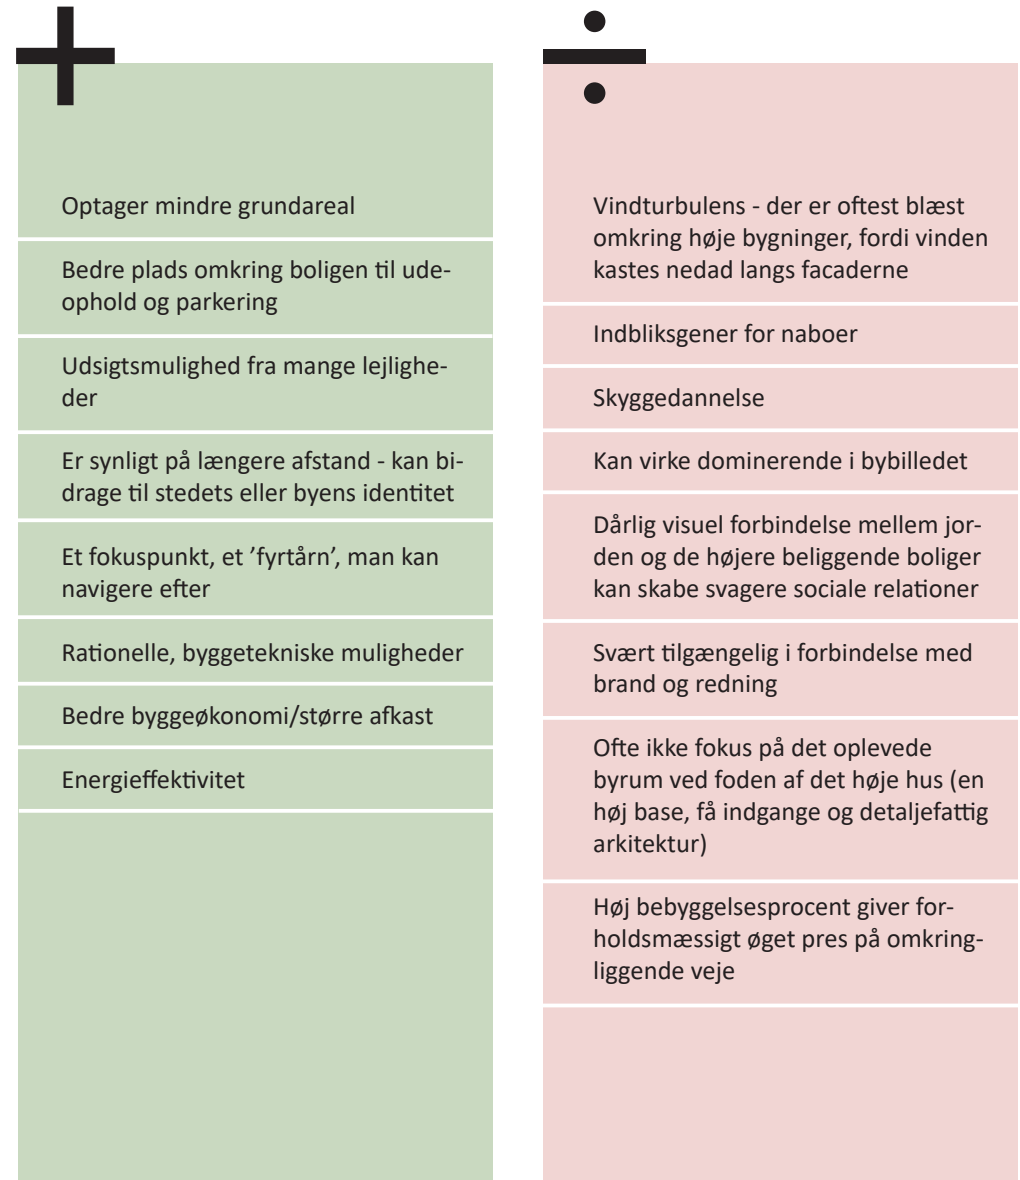 +
Optager mindre grundareal
Bedre plads omkring boligen til ude-
ophold og parkering
Udsigtsmulighed fra mange lejlighe-
der
Er synligt på længere afstand - kan bi-
drage til stedets eller byens identitet
Et fokuspunkt, et ’fyrtårn’, man kan
navigere efter
Rationelle, byggetekniske muligheder
Bedre byggeøkonomi/større afkast
Energieffektivitet
÷
Vindturbulens - der er oftest blæst
omkring høje bygninger, fordi vinden
kastes nedad langs facaderne
Indbliksgener for naboer
Skyggedannelse
Kan virke dominerende i bybilledet
Dårlig visuel forbindelse mellem jor-
den og de højere beliggende boliger
kan skabe svagere sociale relationer
Svært tilgængelig i forbindelse med
brand og redning
Ofte ikke fokus på det oplevede
byrum ved foden af det høje hus (en
høj base, få indgange og detaljefattig
arkitektur)
Høj bebyggelsesprocent giver for-
holdsmæssigt øget pres på omkring-
liggende veje